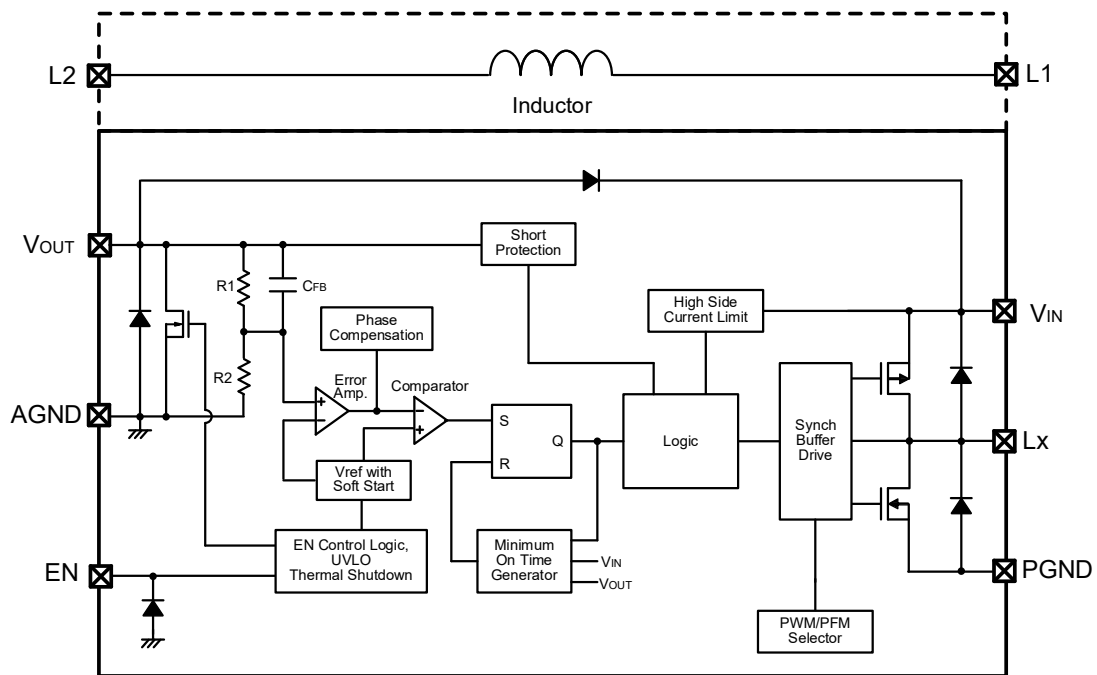 L2
L1
Inductor
VOUT
Short
Protection
R1
CFB
High Side
Current Limit
VIN
Phase
Compensation
R2
Error
Amp.
Comparator
AGND
+
−
−
+
S
Q
R
Logic
Synch
Buffer
Drive
Lx
Vref with
Soft Start
EN Control Logic,
UVLO
Thermal Shutdown
Minimum
On Time
Generator
VIN
VOUT
EN
PGND
PWM/PFM
Selector